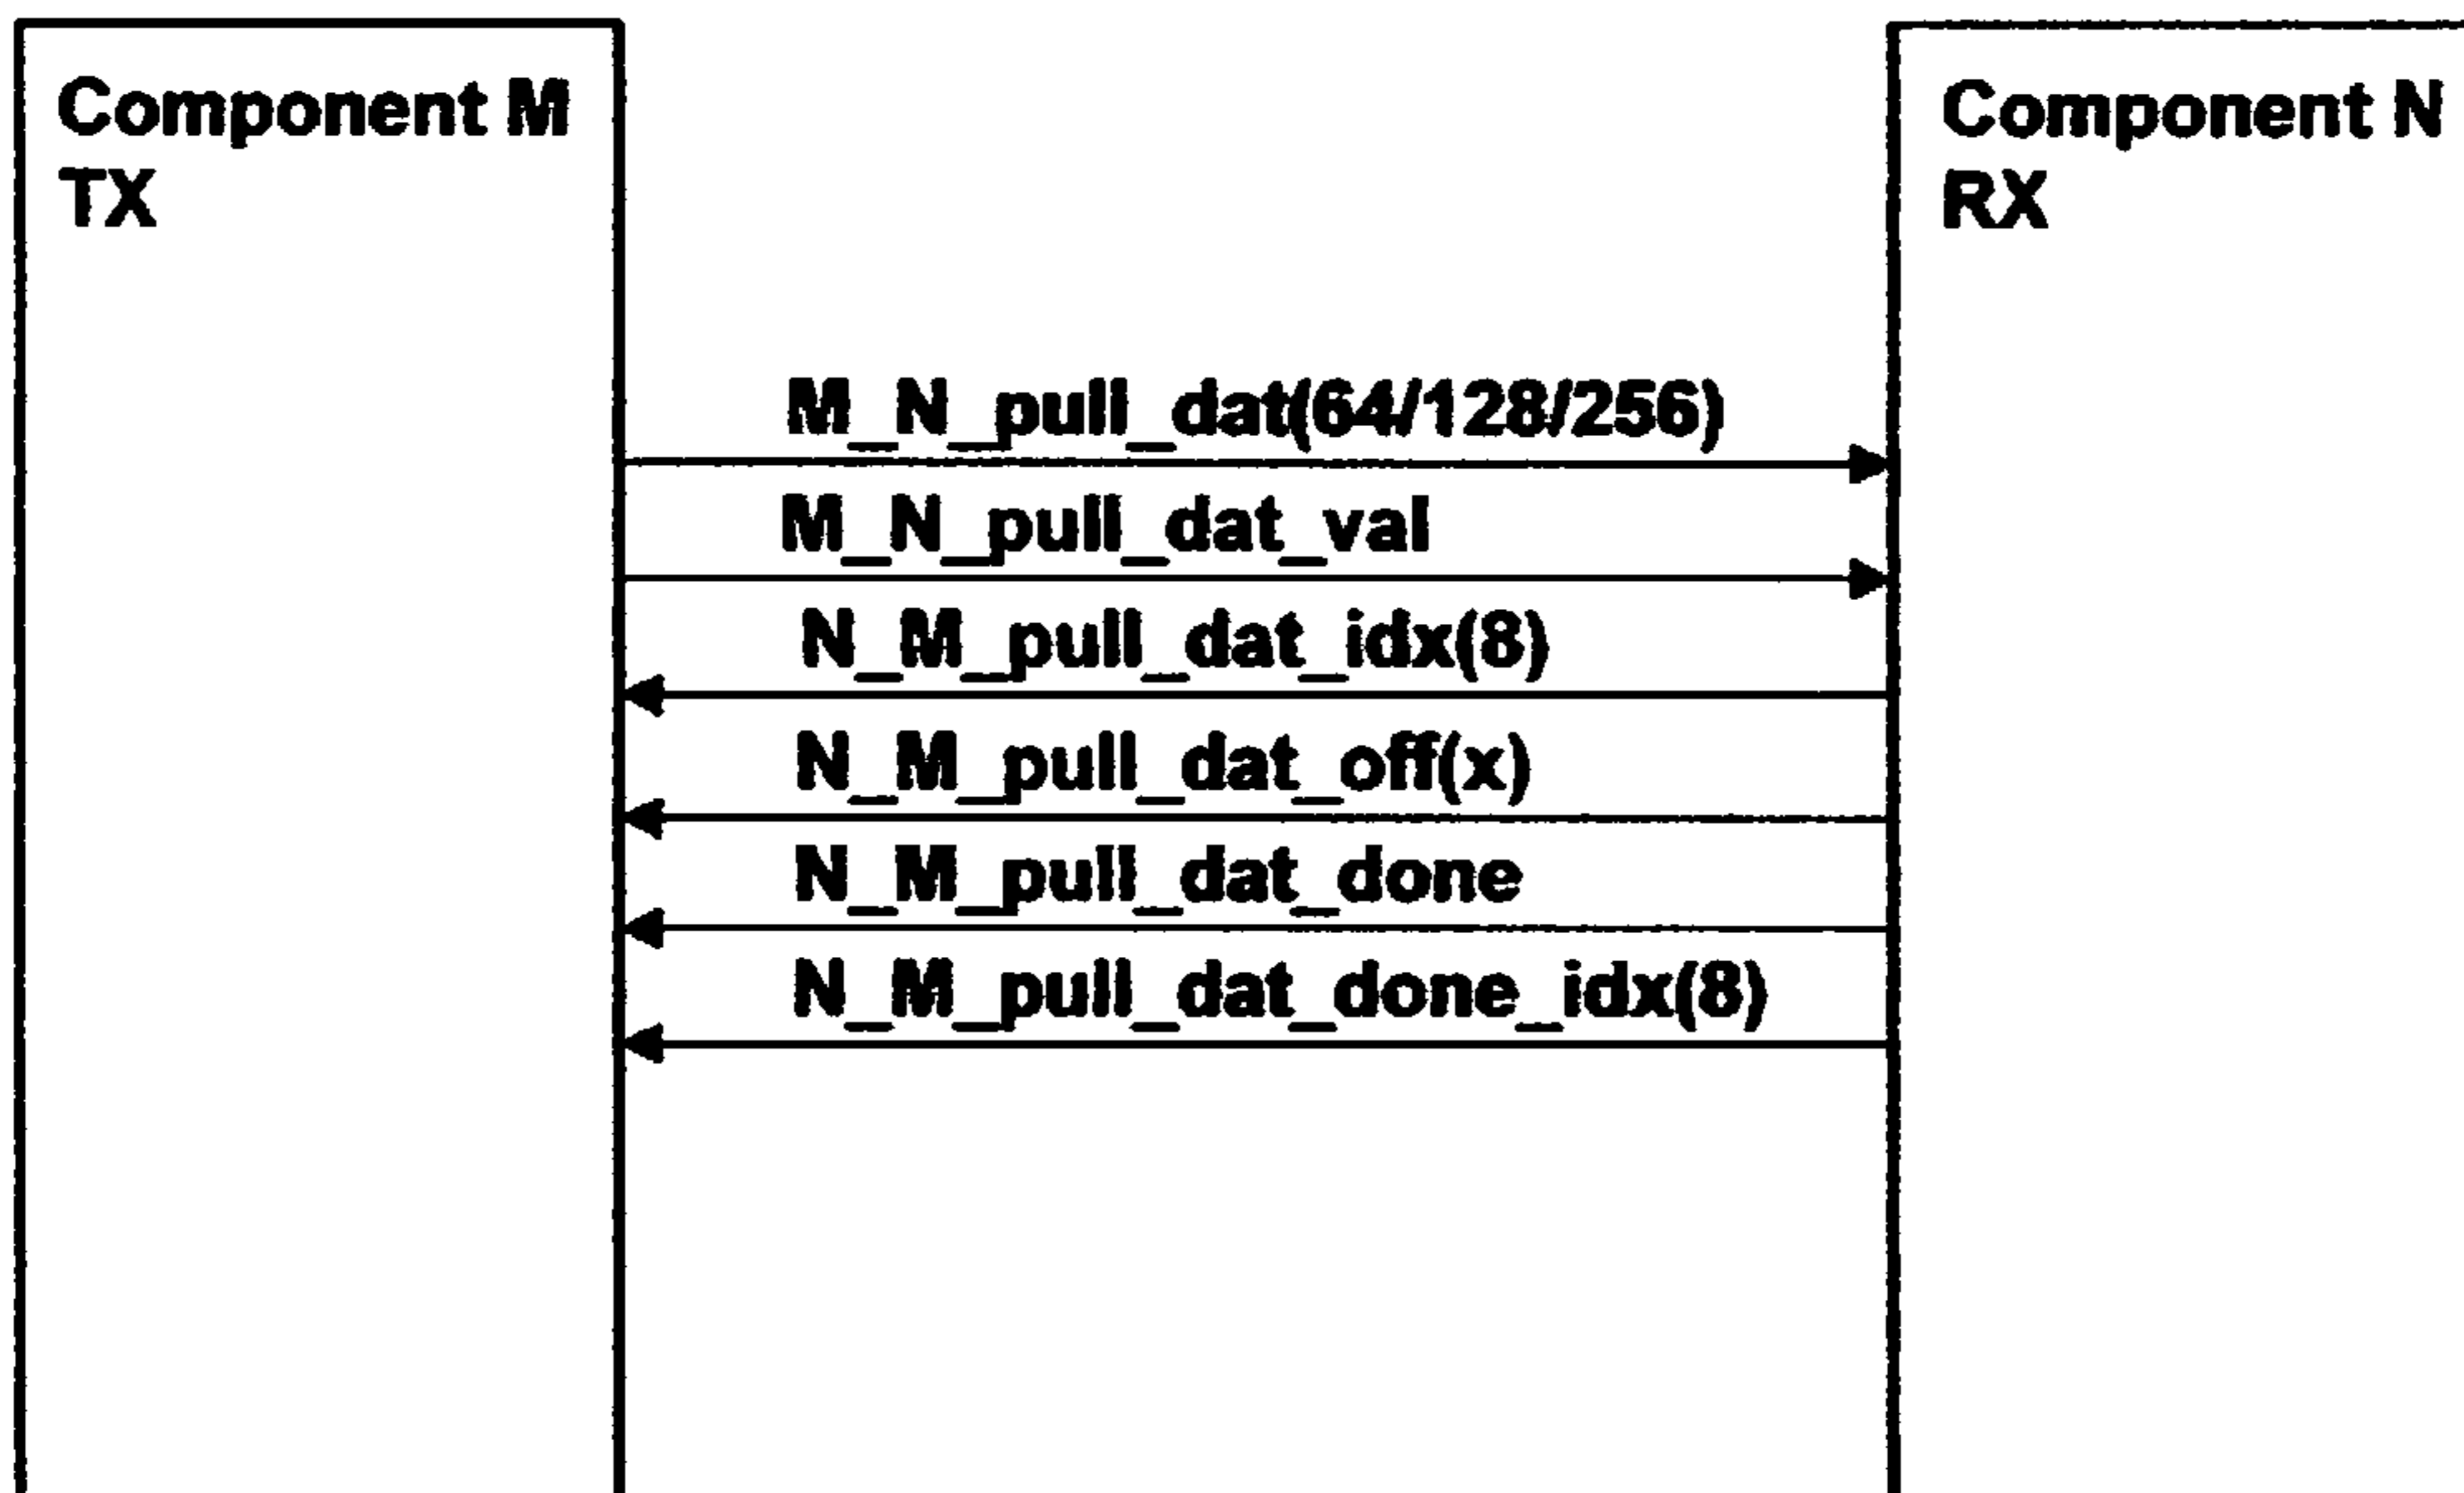 Component M
TX
Component N
RX
M_N_pull_dat(64/128/256)
M_N_pull_dat_val
N_M_pull_dat_idx(8)
N_M_pull_dat_off(x)
N_M_pull_dat_done
N_M_pull_dat_done_idx(8)